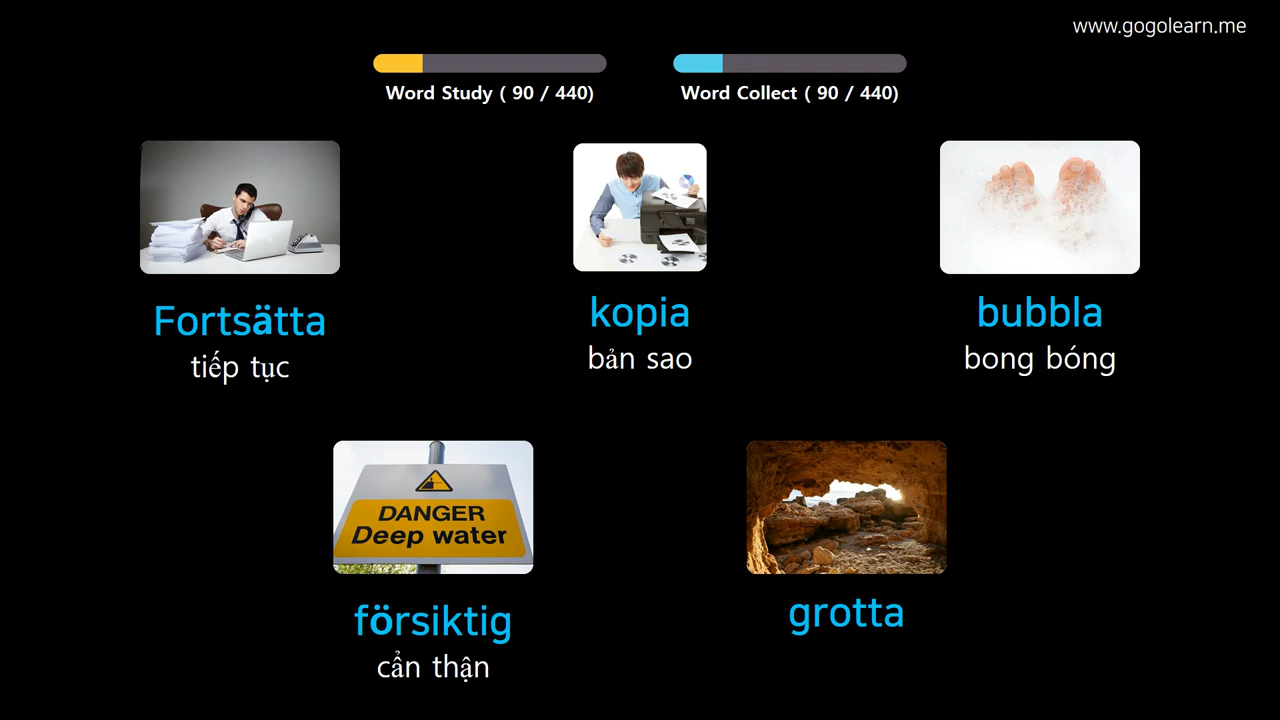 www.gogolearn.me
Word Study ( 90 / 440)
Word Collect ( 90 / 440)
Fortsätta
tiếp tục
kopia
bản sao
bubbla
bong bóng
DANGER
Deep water
försiktig
cẩn thận
grotta